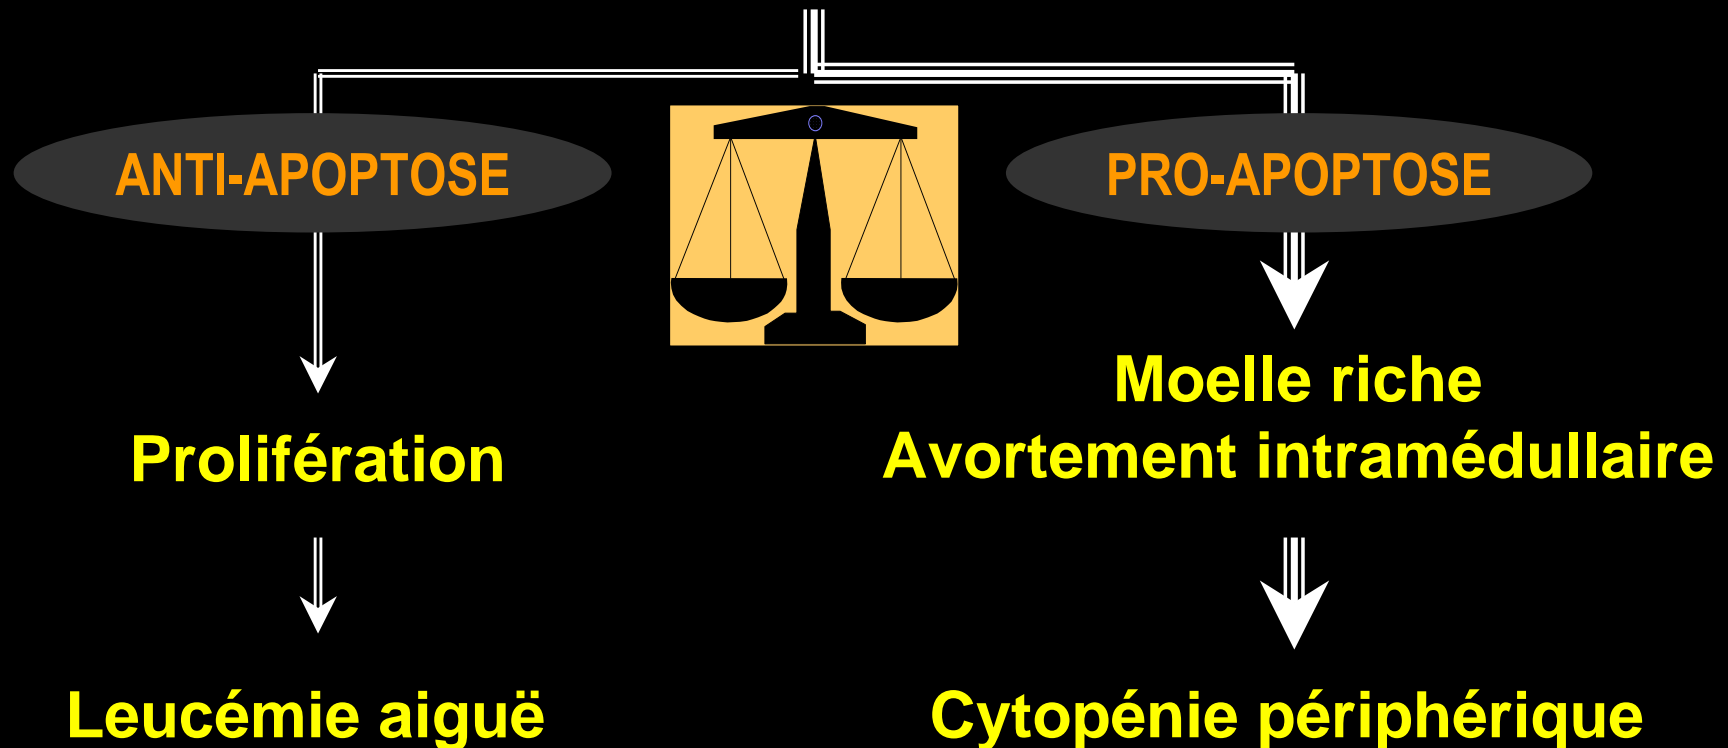 ANTI-APOPTOSE
PRO-APOPTOSE
Prolifération
Moelle riche
Avortement intramédullaire
Leucémie aiguë
Cytopénie périphérique